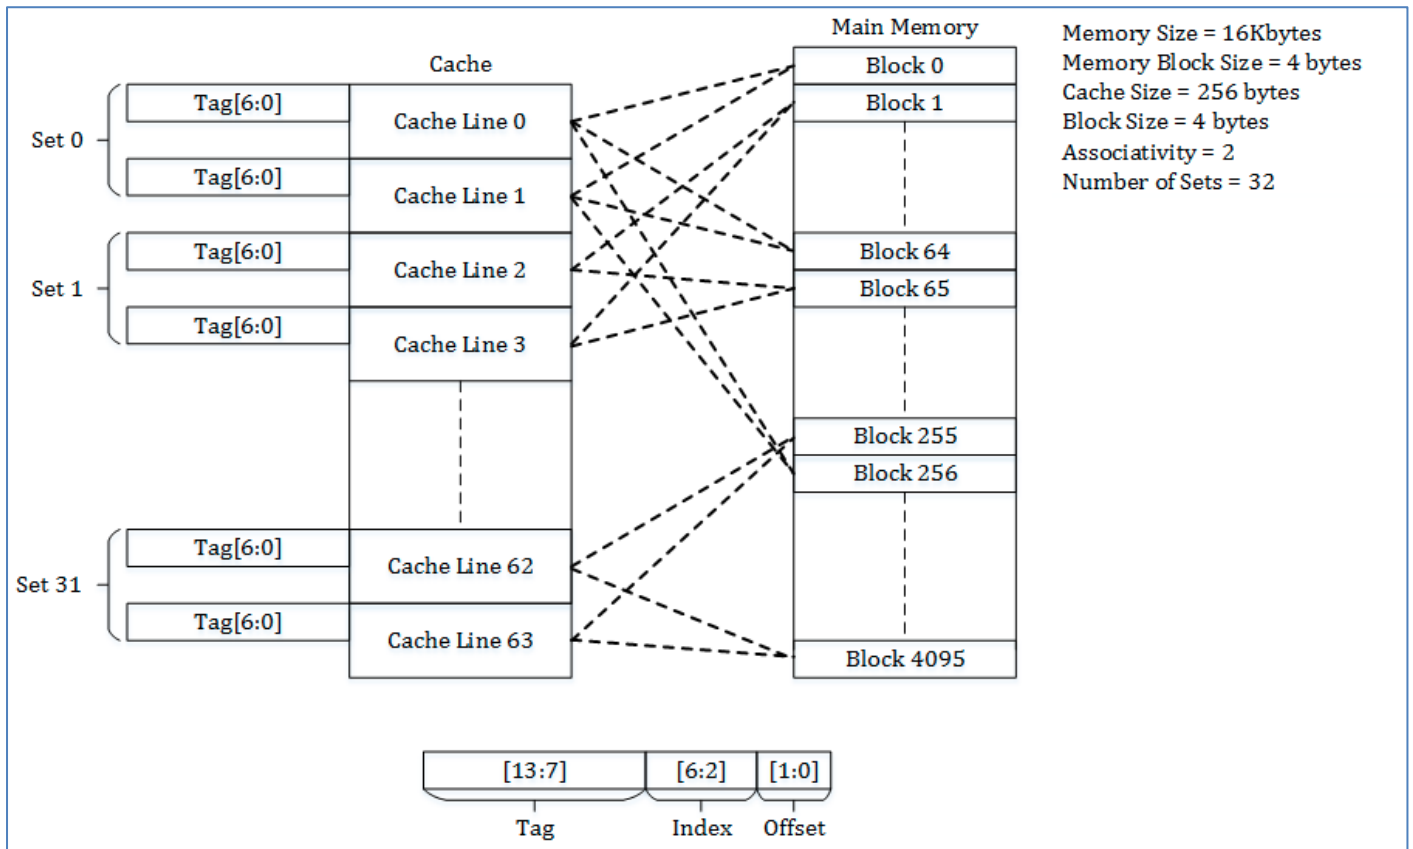 Main Memory
Memory Size = 16Kbytes
Memory Block Size = 4 bytes
Cache Size = 256 bytes
Block Size = 4 bytes
Associativity = 2
Number of Sets = 32
Cache
Set 0
Tag[6:0]
Cache Line 0
Tag[6:0]
Cache Line 1
Set 1
Tag[6:0]
Cache Line 2
Tag[6:0]
Cache Line 3
Set 31
Tag[6:0]
Cache Line 62
Tag[6:0]
Cache Line 63
Block 0
Block 1
Block 64
Block 65
Block 255
Block 256
Block 4095
[13:7]
[6:2]
[1:0]
Tag
Index
Offset